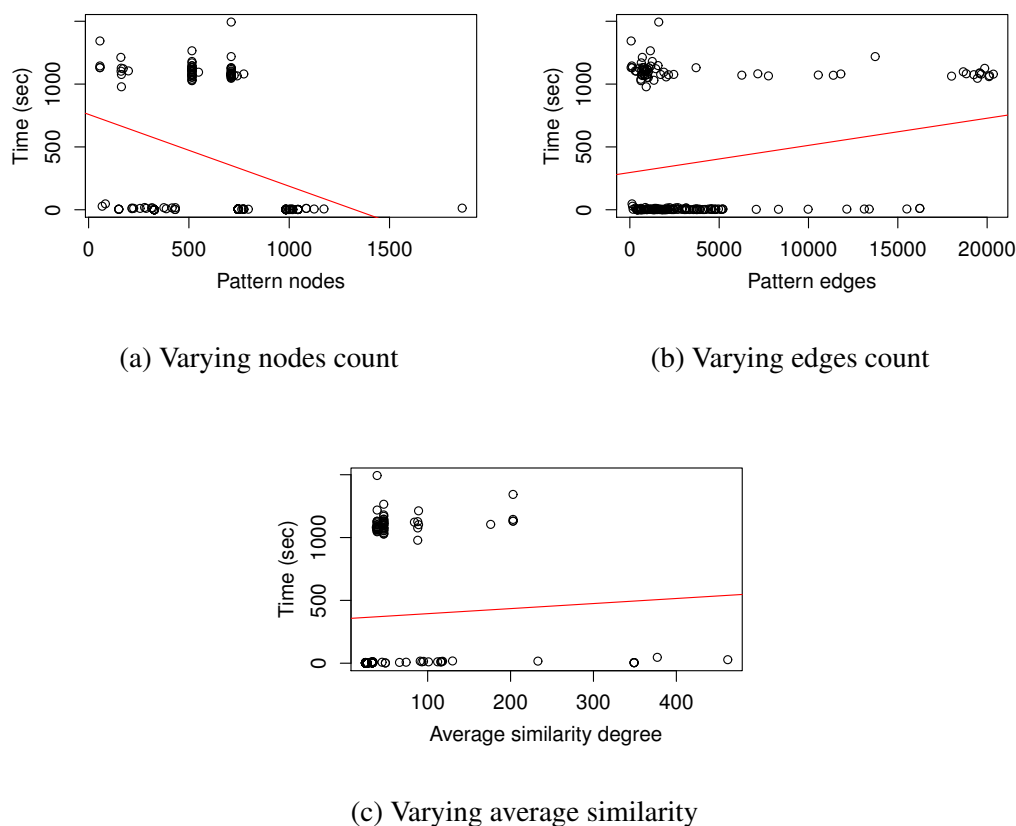 Time (sec)
0 500 1000
0 500 1000 1500
Pattern nodes
(a) Varying nodes count
Time (sec)
0 500 1000
0 5000 10000 15000 20000
Pattern edges
(b) Varying edges count
Time (sec)
0 500 1000
100 200 300 400
Average similarity degree
(c) Varying average similarity